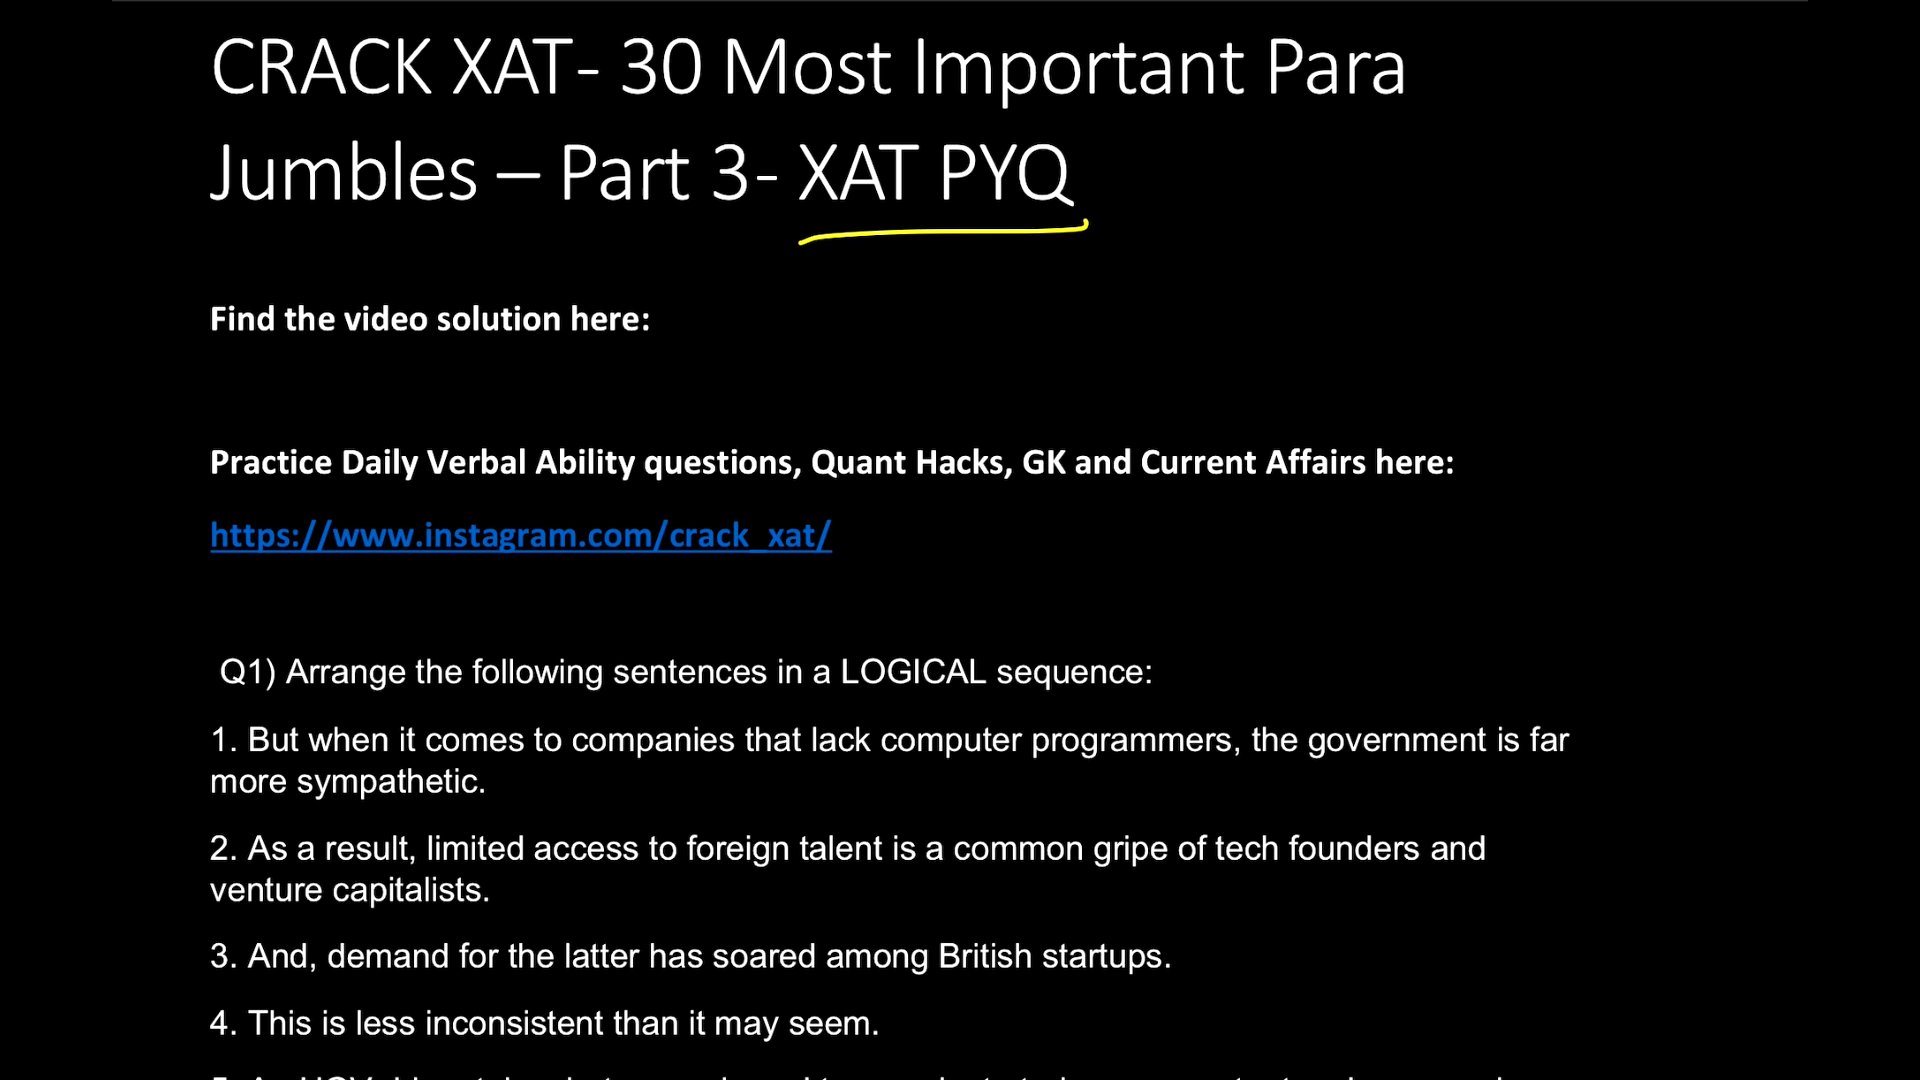 CRACK XAT- 30 Most Important Para
Jumbles – Part 3- XAT PYQ
Find the video solution here:
Practice Daily Verbal Ability questions, Quant Hacks, GK and Current Affairs here:
https://www.instagram.com/crack_xat/
Q1) Arrange the following sentences in a LOGICAL sequence:
1. But when it comes to companies that lack computer programmers, the government is far
more sympathetic.
2. As a result, limited access to foreign talent is a common gripe of tech founders and
venture capitalists.
3. And, demand for the latter has soared among British startups.
4. This is less inconsistent than it may seem.